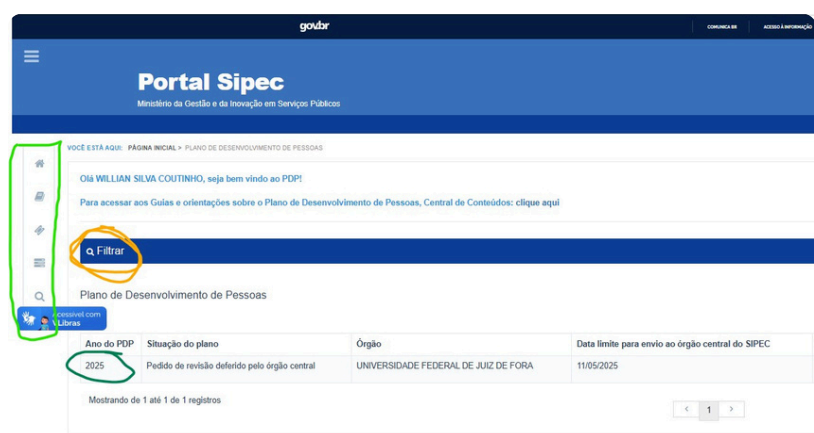 gov.br
COMUNICA BR
ACESSO À INFORMAÇÃO
Portal Sipec
Ministério da Gestão e da Inovação em Serviços Públicos
VOCÊ ESTÁ AQUI: PÁGINA INICIAL > PLANO DE DESENVOLVIMENTO DE PESSOAS
Olá WILLIAN SILVA COUTINHO, seja bem vindo ao PDP!
Para acessar aos Guias e orientações sobre o Plano de Desenvolvimento de Pessoas, Central de Conteúdos: clique aqui
Filtrar
Plano de Desenvolvimento de Pessoas
Acessível com
VLibras
Ano do PDP Situação do plano Órgão Data limite para envio ao órgão central do SIPEC
2025 Pedido de revisão deferido pelo órgão central UNIVERSIDADE FEDERAL DE JUIZ DE FORA 11/05/2025
Mostrando de 1 até 1 de 1 registros
< 1 >